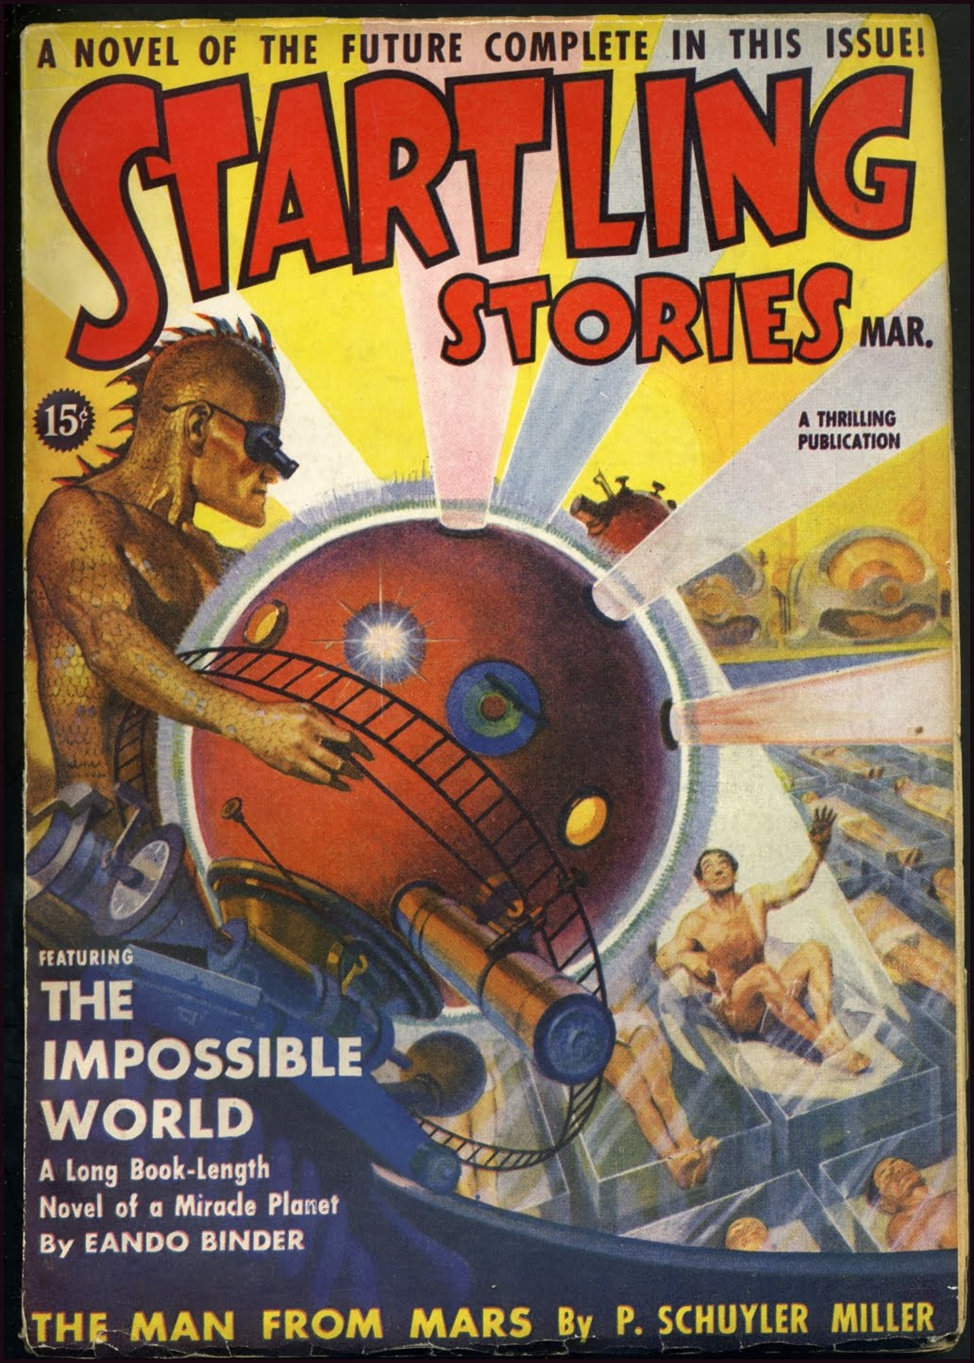 A NOVEL OF THE FUTURE COMPLETE IN THIS ISSUE!
STARTLING
STORIES
MAR.
15¢
A THRILLING
PUBLICATION
FEATURING
THE
IMPOSSIBLE
WORLD
A Long Book-Length
Novel of a Miracle Planet
By EANDO BINDER
THE MAN FROM MARS By P. SCHUYLER MILLER